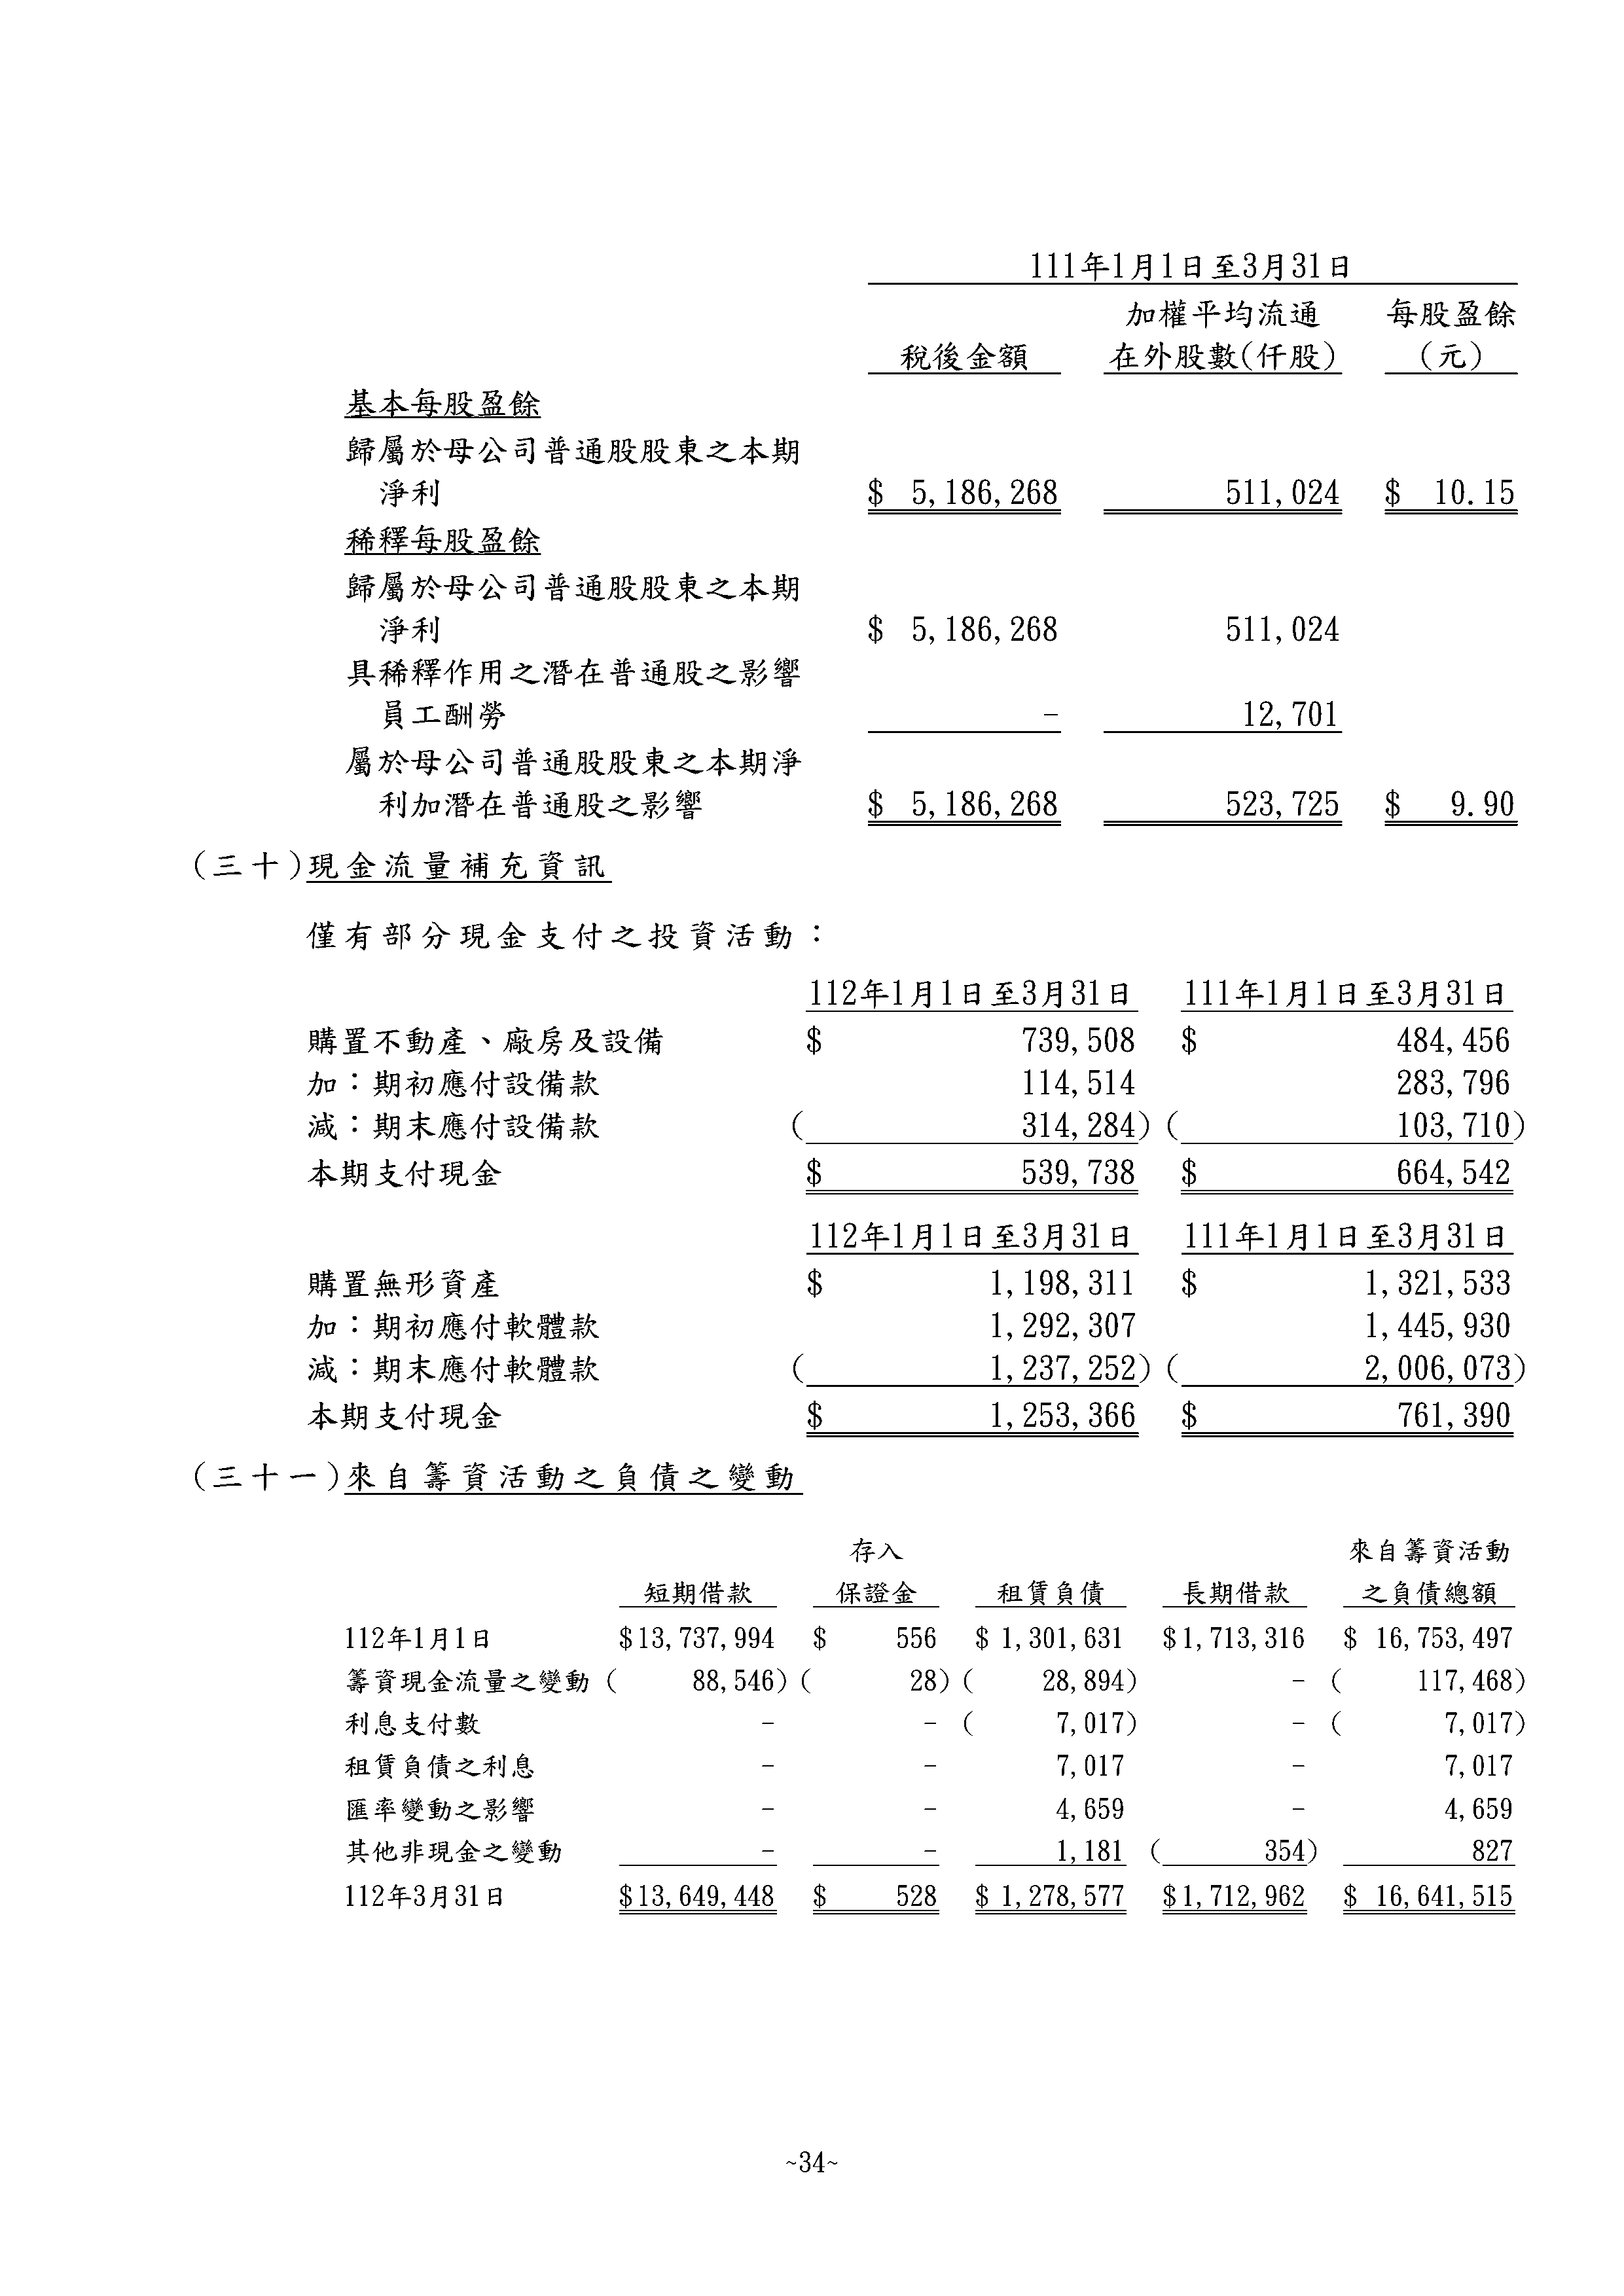 111年1月1日至3月31日
加權平均流通 每股盈餘
稅後金額 在外股數(仟股) (元)
基本每股盈餘
歸屬於母公司普通股股東之本期
淨利 $ 5,186,268 511,024 $ 10.15
稀釋每股盈餘
歸屬於母公司普通股股東之本期
淨利 $ 5,186,268 511,024
具稀釋作用之潛在普通股之影響
員工酬勞 - 12,701
屬於母公司普通股股東之本期淨
利加潛在普通股之影響 $ 5,186,268 523,725 $ 9.90
(三十)現金流量補充資訊
僅有部分現金支付之投資活動：
112年1月1日至3月31日 111年1月1日至3月31日
購置不動產、廠房及設備 $ 739,508 $ 484,456
加：期初應付設備款 114,514 283,796
減：期末應付設備款 ( 314,284) ( 103,710)
本期支付現金 $ 539,738 $ 664,542
112年1月1日至3月31日 111年1月1日至3月31日
購置無形資產 $ 1,198,311 $ 1,321,533
加：期初應付軟體款 1,292,307 1,445,930
減：期末應付軟體款 ( 1,237,252) ( 2,006,073)
本期支付現金 $ 1,253,366 $ 761,390
(三十一)來自籌資活動之負債之變動
存入 來自籌資活動
短期借款 保證金 租賃負債 長期借款 之負債總額
112年1月1日 $13,737,994 $ 556 $ 1,301,631 $1,713,316 $ 16,753,497
籌資現金流量之變動 ( 88,546) ( 28) ( 28,894) - ( 117,468)
利息支付數 - - ( 7,017) - ( 7,017)
租賃負債之利息 - - 7,017 - 7,017
匯率變動之影響 - - 4,659 - 4,659
其他非現金之變動 - - 1,181 ( 354) 827
112年3月31日 $13,649,448 $ 528 $ 1,278,577 $1,712,962 $ 16,641,515
~34~